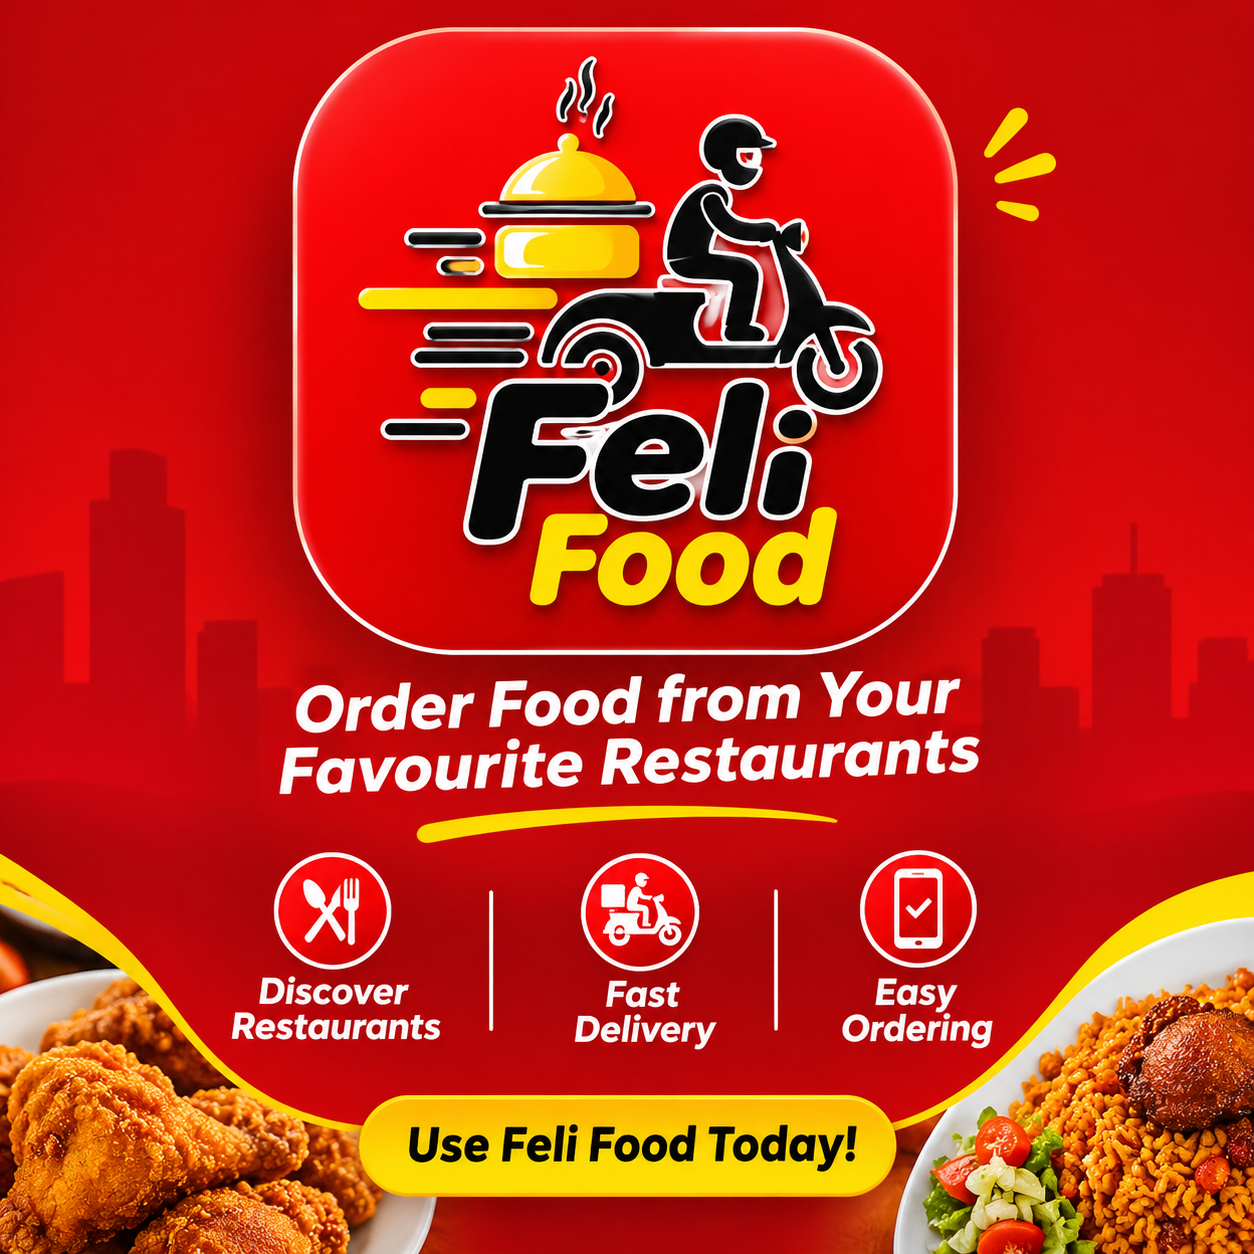 Feli
Food
Order Food from Your
Favourite Restaurants
Discover
Restaurants
Fast
Delivery
Easy
Ordering
Use Feli Food Today!